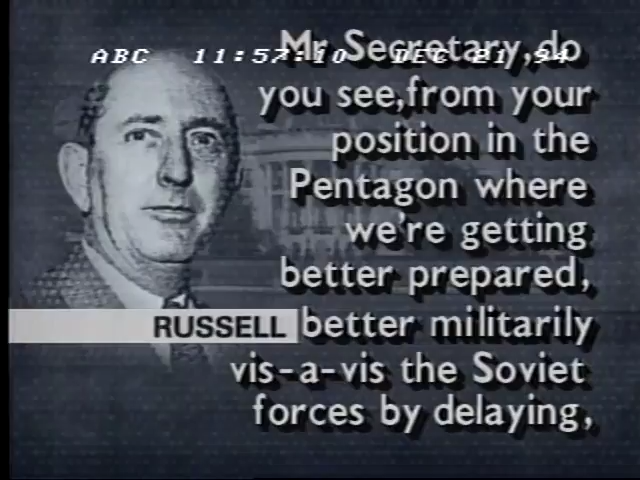 ABC 11:57:10 DEC 21 94
Mr Secretary,do
you see,from your
position in the
Pentagon where
we're getting
better prepared,
RUSSELL
better militarily
vis-a-vis the Soviet
forces by delaying,